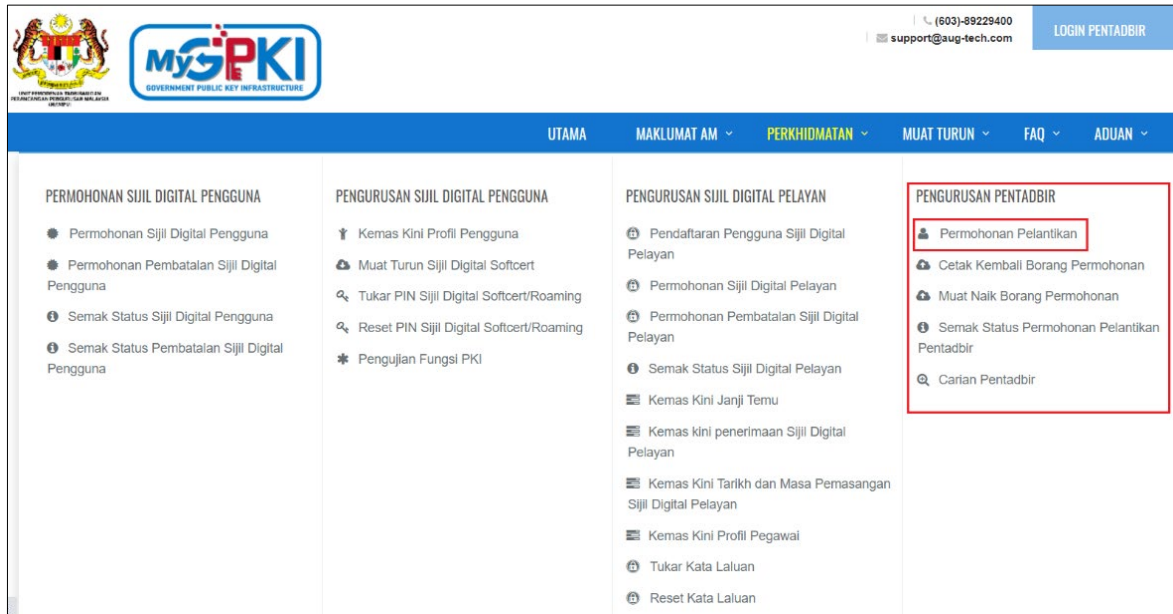 (603)-89229400
support@aug-tech.com
LOGIN PENTADBIR
MyGPKI
GOVERNMENT PUBLIC KEY INFRASTRUCTURE
UTAMA
MAKLUMAT AM
PERKHIDMATAN
MUAT TURUN
FAQ
ADUAN
PERMOHONAN SIJIL DIGITAL PENGGUNA
Permohonan Sijil Digital Pengguna
Permohonan Pembatalan Sijil Digital
Pengguna
Semak Status Sijil Digital Pengguna
Semak Status Pembatalan Sijil Digital
Pengguna
PENGURUSAN SIJIL DIGITAL PENGGUNA
Kemas Kini Profil Pengguna
Muat Turun Sijil Digital Softcert
Tukar PIN Sijil Digital Softcert/Roaming
Reset PIN Sijil Digital Softcert/Roaming
Pengujian Fungsi PKI
PENGURUSAN SIJIL DIGITAL PELAYAN
Pendaftaran Pengguna Sijil Digital
Pelayan
Permohonan Sijil Digital Pelayan
Permohonan Pembatalan Sijil Digital
Pelayan
Semak Status Sijil Digital Pelayan
Kemas Kini Janji Temu
Kemas kini penerimaan Sijil Digital
Pelayan
Kemas Kini Tarikh dan Masa Pemasangan
Sijil Digital Pelayan
Kemas Kini Profil Pegawai
Tukar Kata Laluan
Reset Kata Laluan
PENGURUSAN PENTADBIR
Permohonan Pelantikan
Cetak Kembali Borang Permohonan
Muat Naik Borang Permohonan
Semak Status Permohonan Pelantikan
Pentadbir
Carian Pentadbir